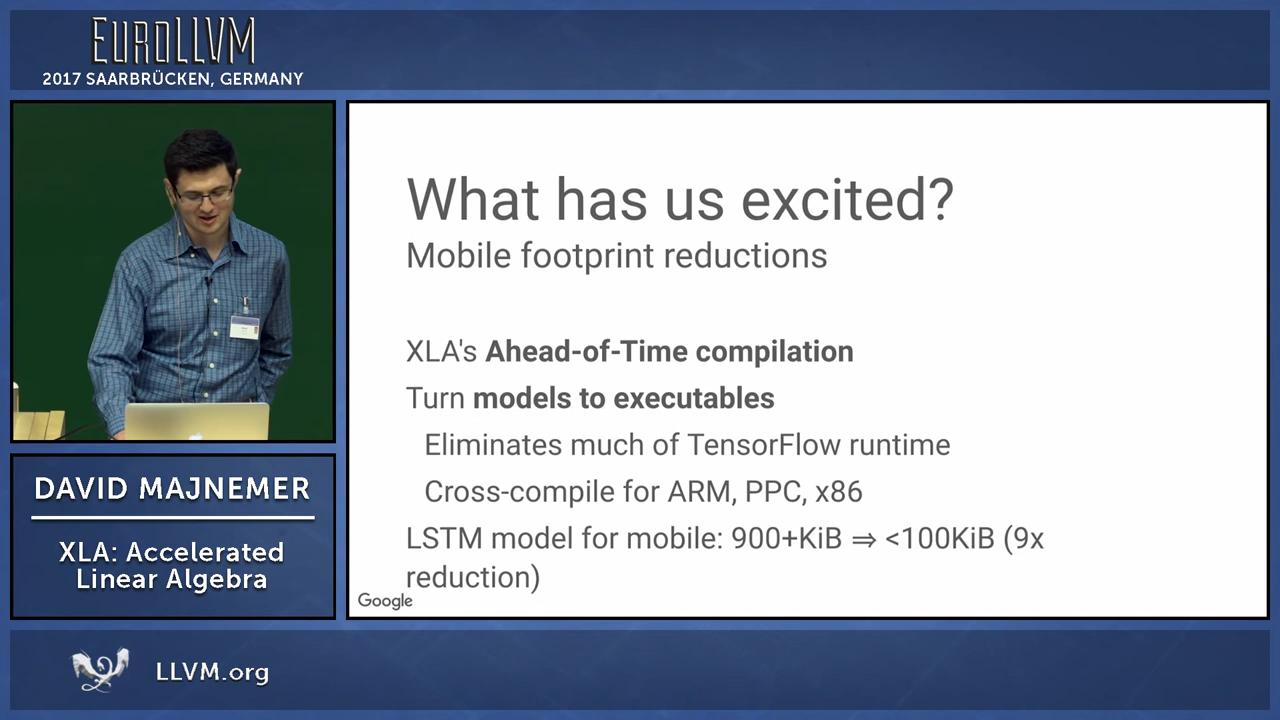 EUROLLVM
2017 SAARBRÜCKEN, GERMANY
What has us excited?
Mobile footprint reductions
XLA's Ahead-of-Time compilation
Turn models to executables
Eliminates much of TensorFlow runtime
Cross-compile for ARM, PPC, x86
LSTM model for mobile: 900+KiB ⇒ <100KiB (9x
reduction)
Google
DAVID MAJNEMER
XLA: Accelerated
Linear Algebra
LLVM.org